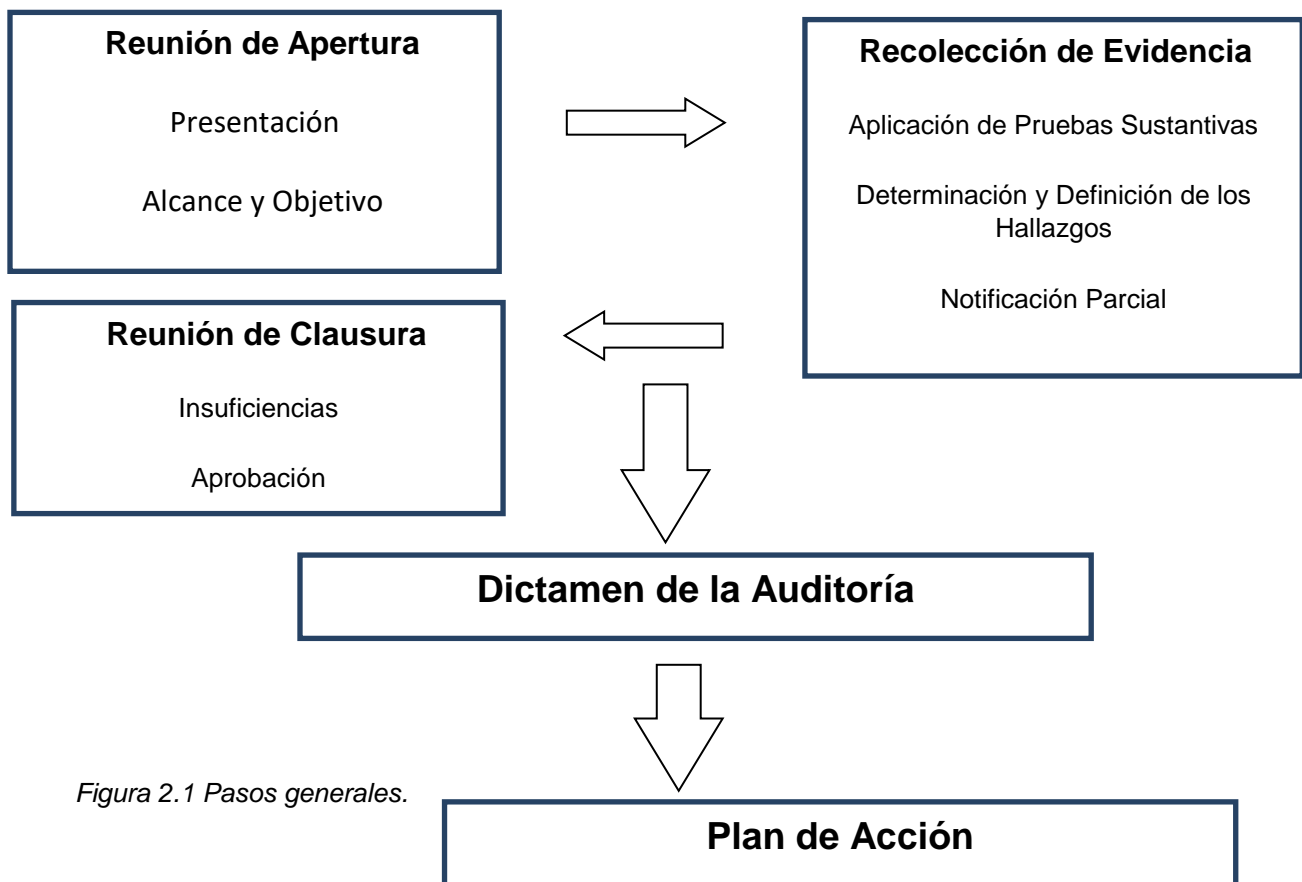 Reunión de Apertura
Presentación
Alcance y Objetivo
Recolección de Evidencia
Aplicación de Pruebas Sustantivas
Determinación y Definición de los
Hallazgos
Notificación Parcial
Reunión de Clausura
Insuficiencias
Aprobación
Dictamen de la Auditoría
Figura 2.1 Pasos generales.
Plan de Acción